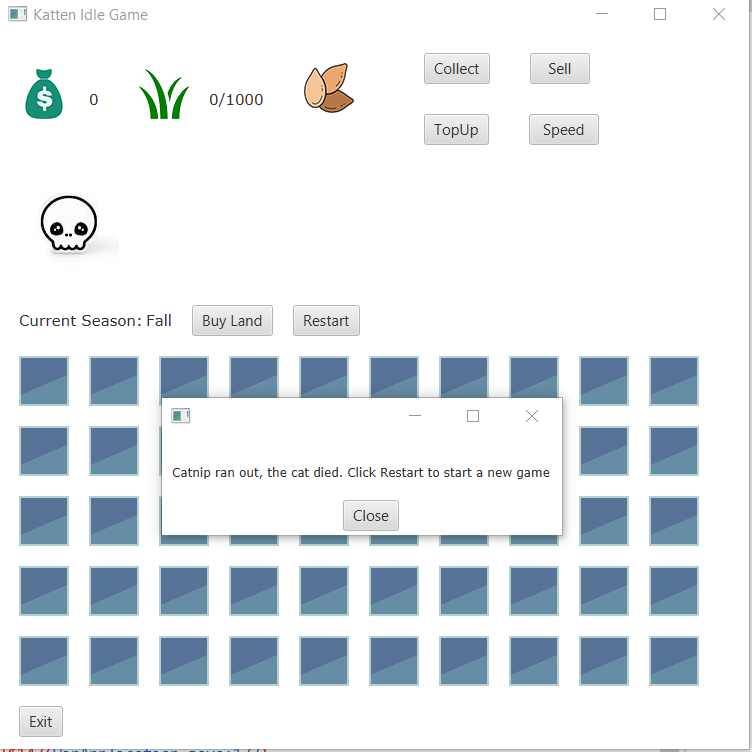 Katten Idle Game
Collect Sell
$ 0 0/1000
TopUp Speed
Current Season: Fall Buy Land Restart
Catnip ran out, the cat died. Click Restart to start a new game
Close
Exit